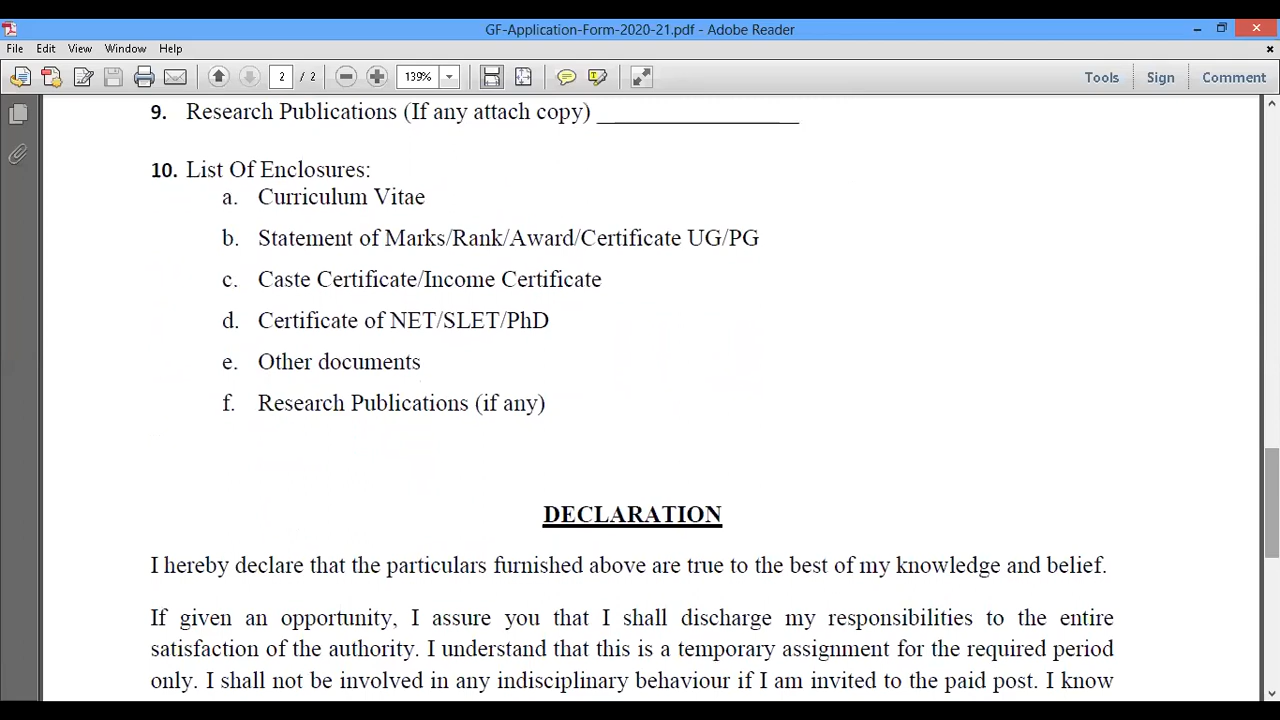 GF-Application-Form-2020-21.pdf - Adobe Reader
File Edit View Window Help
2 / 2 139% Tools Sign Comment
9. Research Publications (If any attach copy) _________________
10. List Of Enclosures:
a. Curriculum Vitae
b. Statement of Marks/Rank/Award/Certificate UG/PG
c. Caste Certificate/Income Certificate
d. Certificate of NET/SLET/PhD
e. Other documents
f. Research Publications (if any)
DECLARATION
I hereby declare that the particulars furnished above are true to the best of my knowledge and belief.
If given an opportunity, I assure you that I shall discharge my responsibilities to the entire
satisfaction of the authority. I understand that this is a temporary assignment for the required period
only. I shall not be involved in any indisciplinary behaviour if I am invited to the paid post. I know